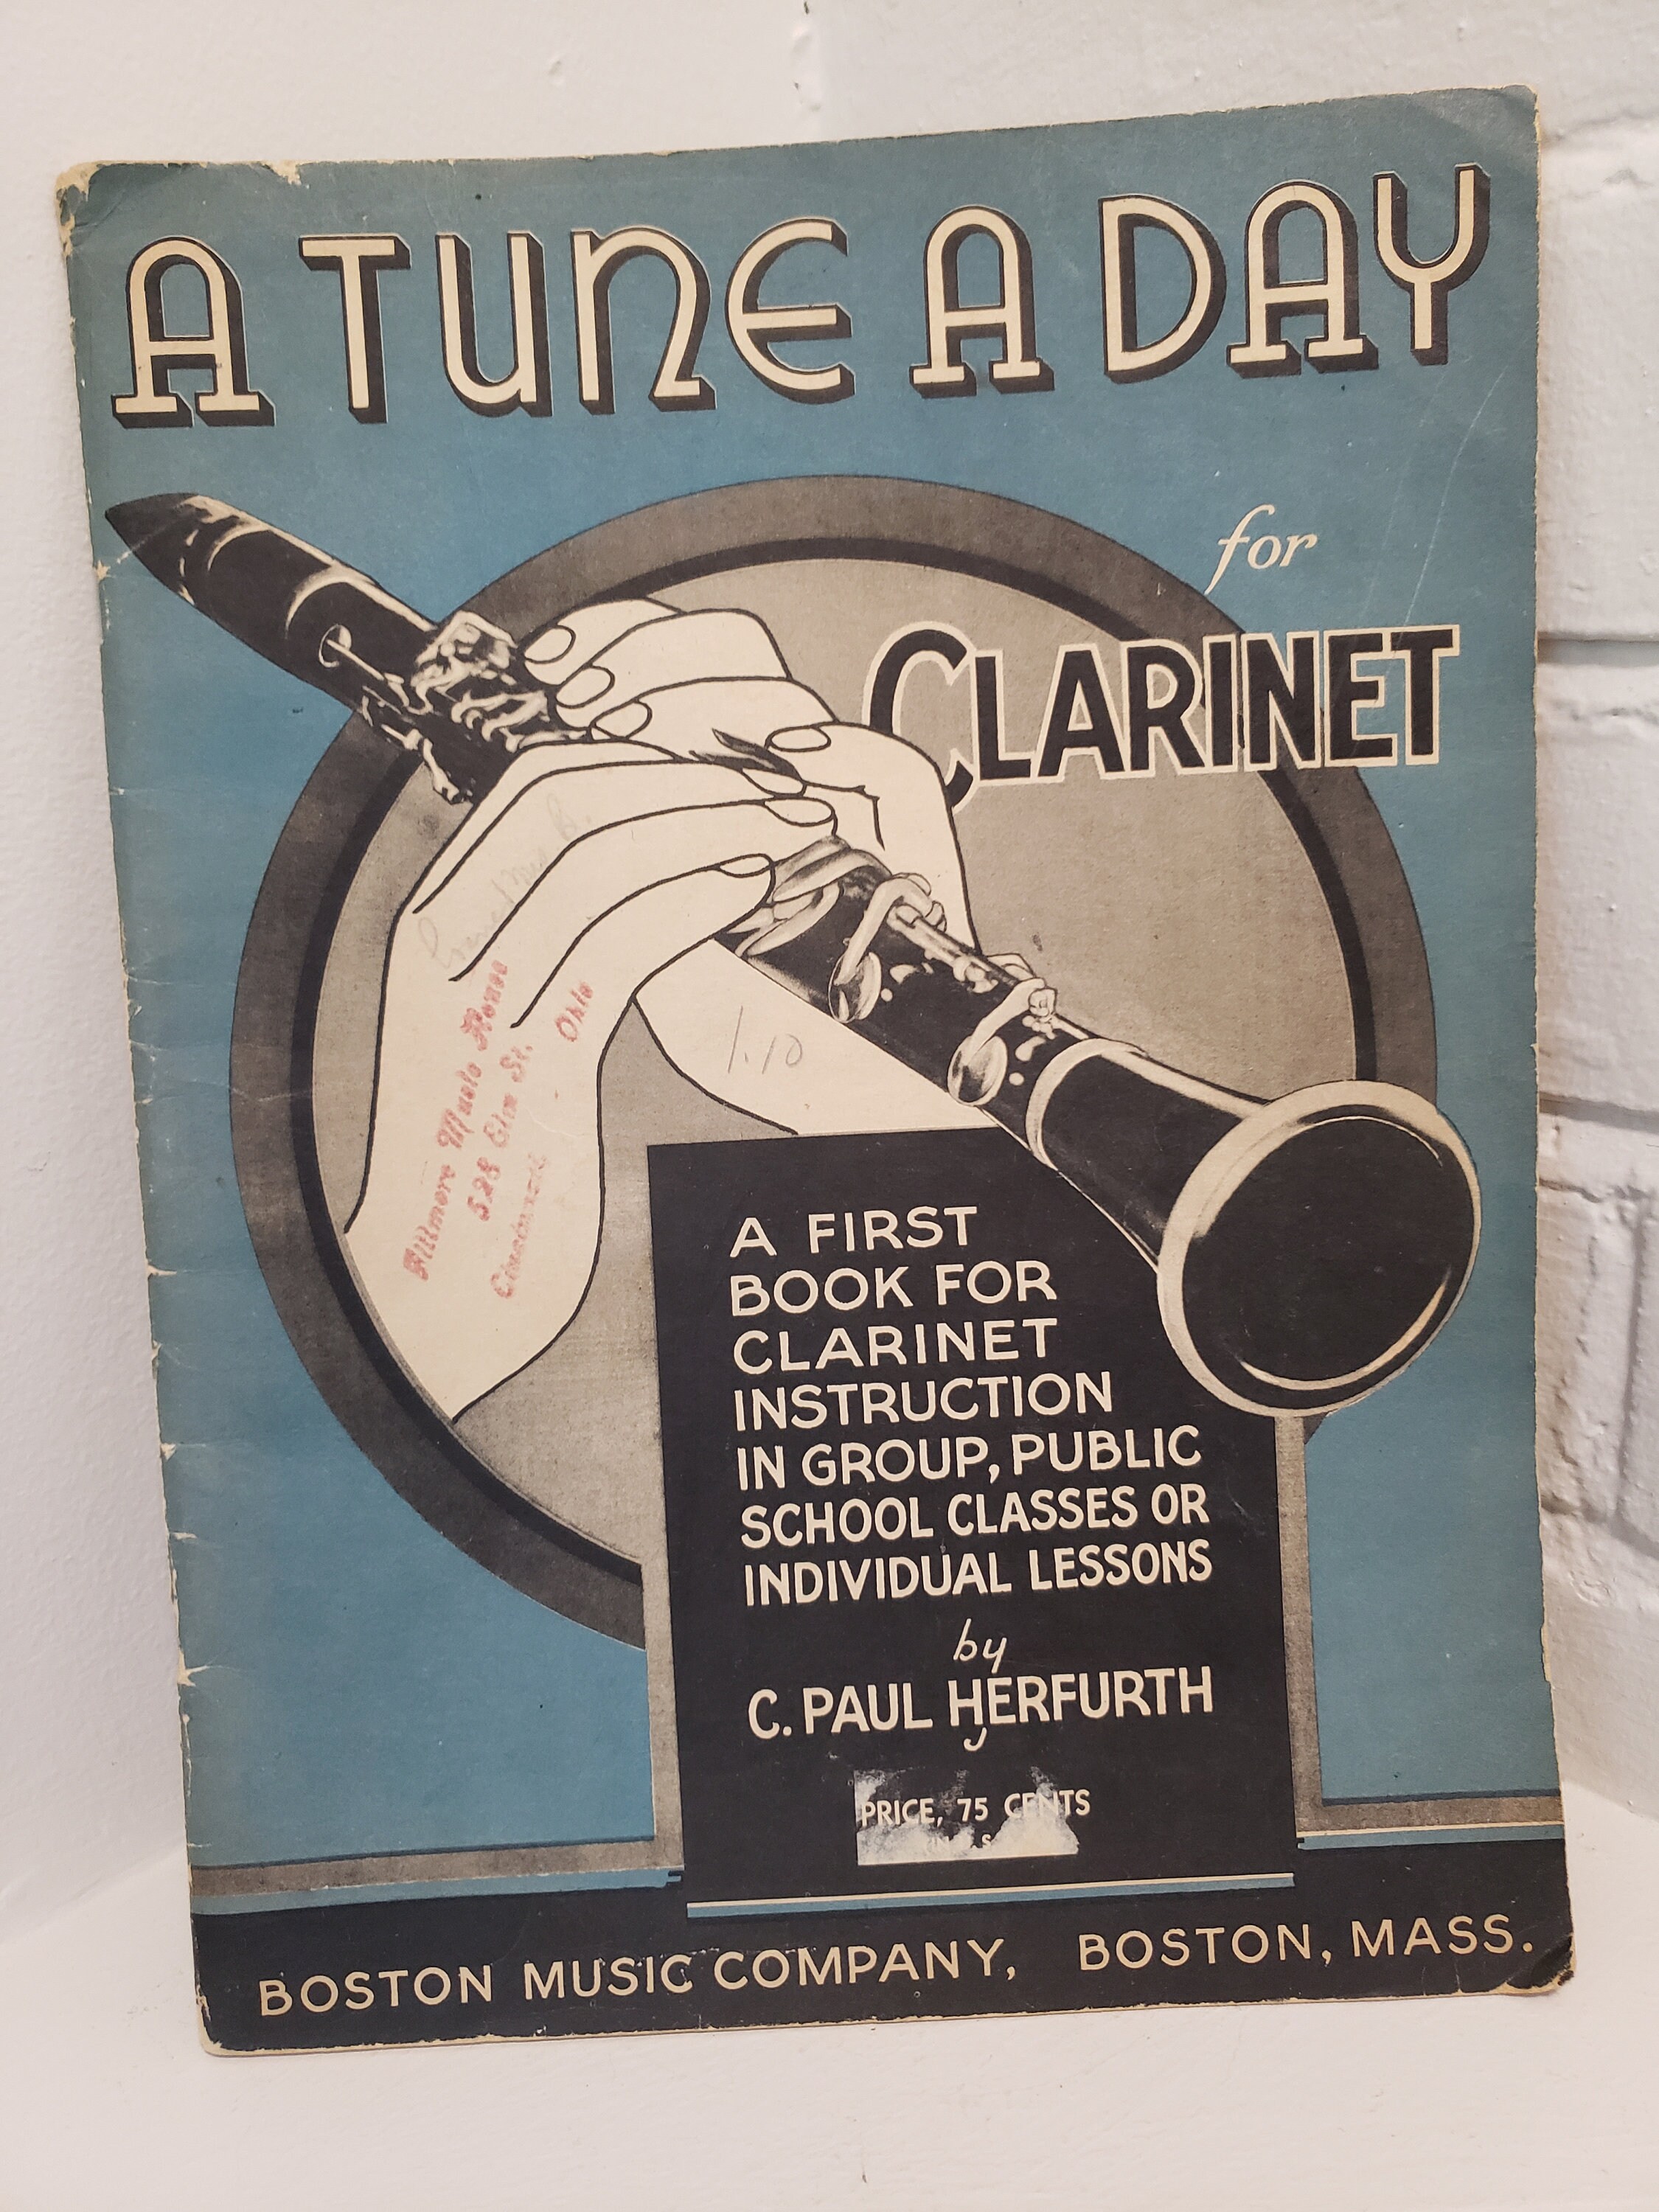 A TUNE A DAY
for
CLARINET
1.10
Fillmore Music House
528 Elm St.
Cincinnati Ohio
A FIRST
BOOK FOR
CLARINET
INSTRUCTION
IN GROUP, PUBLIC
SCHOOL CLASSES OR
INDIVIDUAL LESSONS
by
C. PAUL HERFURTH
PRICE, 75 CENTS
BOSTON MUSIC COMPANY, BOSTON, MASS.